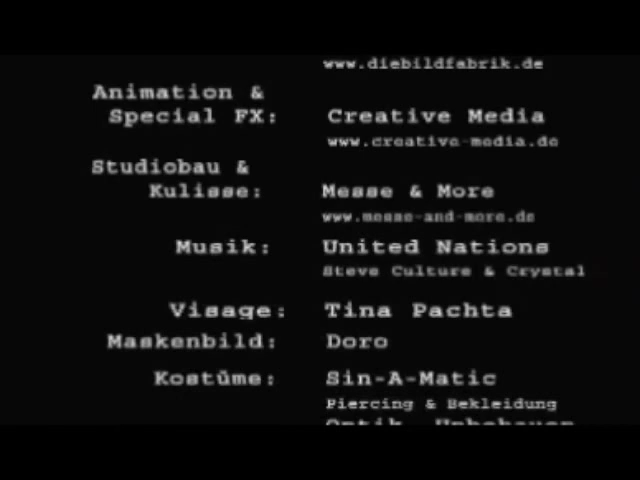 www.diebildfabrik.de
Animation &
Special FX: Creative Media
www.creative-media.de
Studiobau &
Kulisse: Messe & More
www.messe-and-more.de
Musik: United Nations
Steve Culture & Crystal
Visage: Tina Pachta
Maskenbild: Doro
Kostüme: Sin-A-Matic
Piercing & Bekleidung
Optik